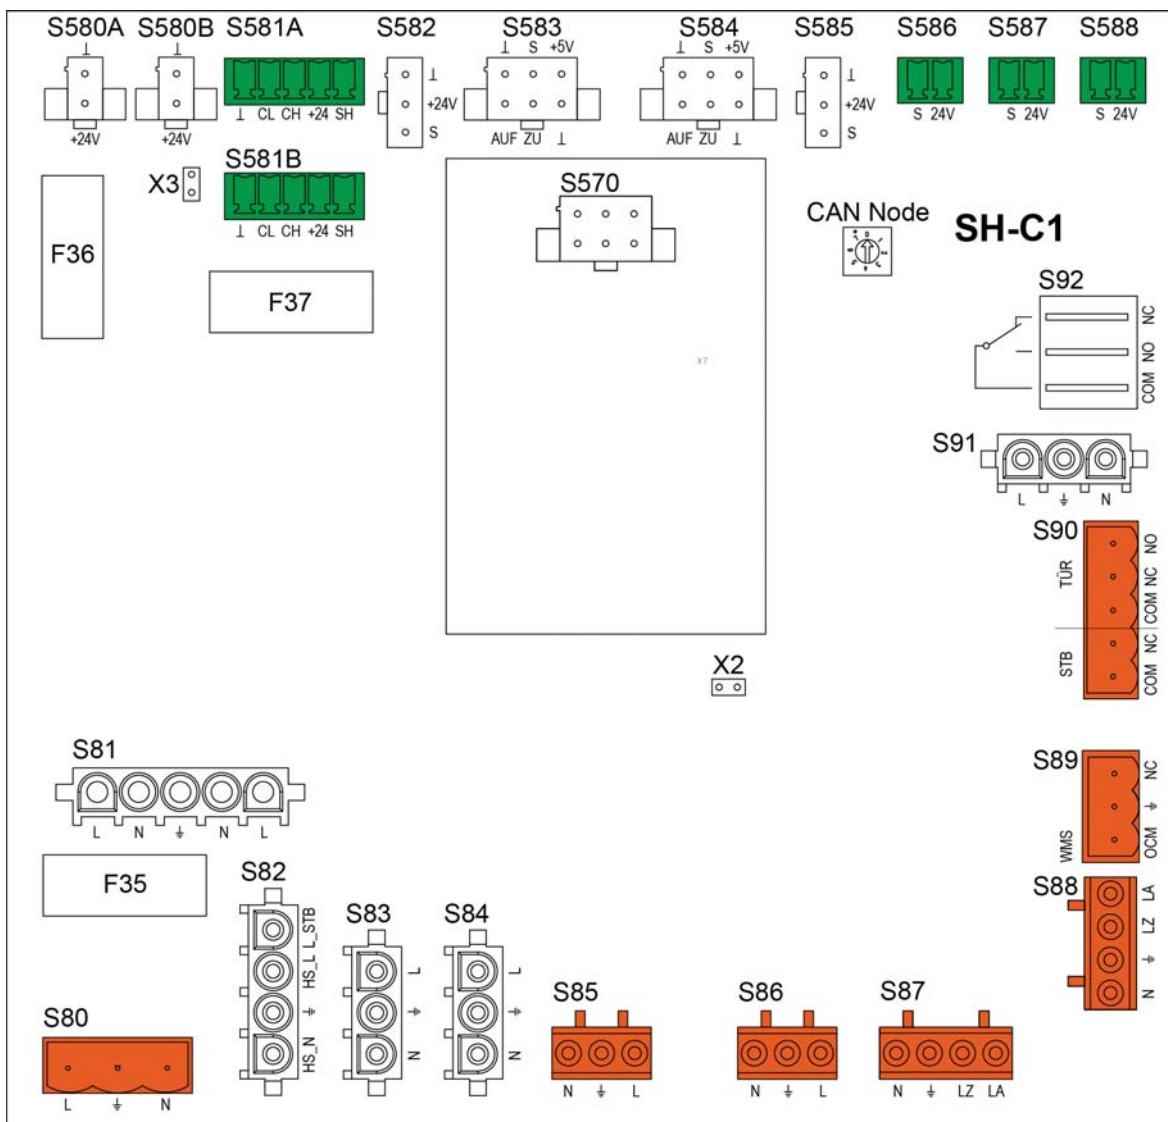 S580A S580B S581A S582 S583 S584 S585 S586 S587 S588
⊥ ⊥ ⊥ S +5V ⊥ S +5V
⊥
+24V
S
⊥
+24V
S
⊥ CL CH +24 SH
S 24V S 24V S 24V
+24V +24V
AUF ZU ⊥ AUF ZU ⊥
S581B
X3
⊥ CL CH +24 SH
S570
CAN Node
SH-C1
F36
F37
S92
NC
NO
COM
X7
S91
L ⏚ N
S90
TÜR
NO
NC
COM
STB
NC
COM
X2
S81
L N ⏚ N L
S89
WMS
NC
⏚
OCM
F35
S82
L_STB
HS_L
⏚
HS_N
S83
L
⏚
N
S84
L
⏚
N
S88
LA
LZ
⏚
N
S80
L ⏚ N
S85
N ⏚ L
S86
N ⏚ L
S87
N ⏚ LZ LA